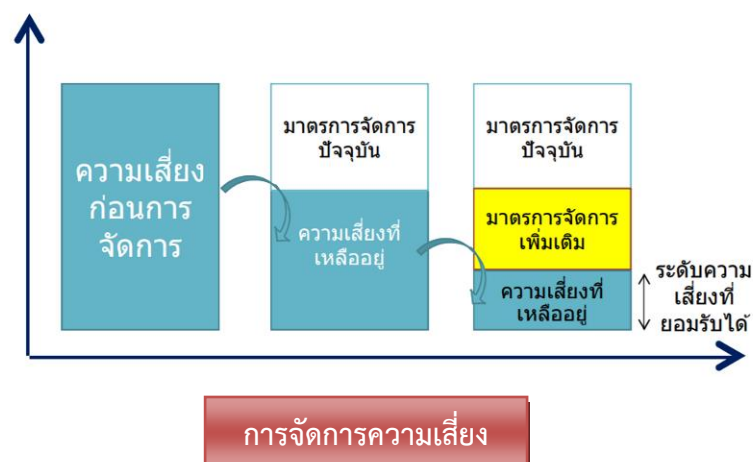 ความเสี่ยง
ก่อนการ
จัดการ
มาตรการจัดการ
ปัจจุบัน
ความเสี่ยงที่
เหลืออยู่
มาตรการจัดการ
ปัจจุบัน
มาตรการจัดการ
เพิ่มเดิม
ความเสี่ยงที่
เหลืออยู่
ระดับความ
เสี่ยงที่
ยอมรับได้
การจัดการความเสี่ยง